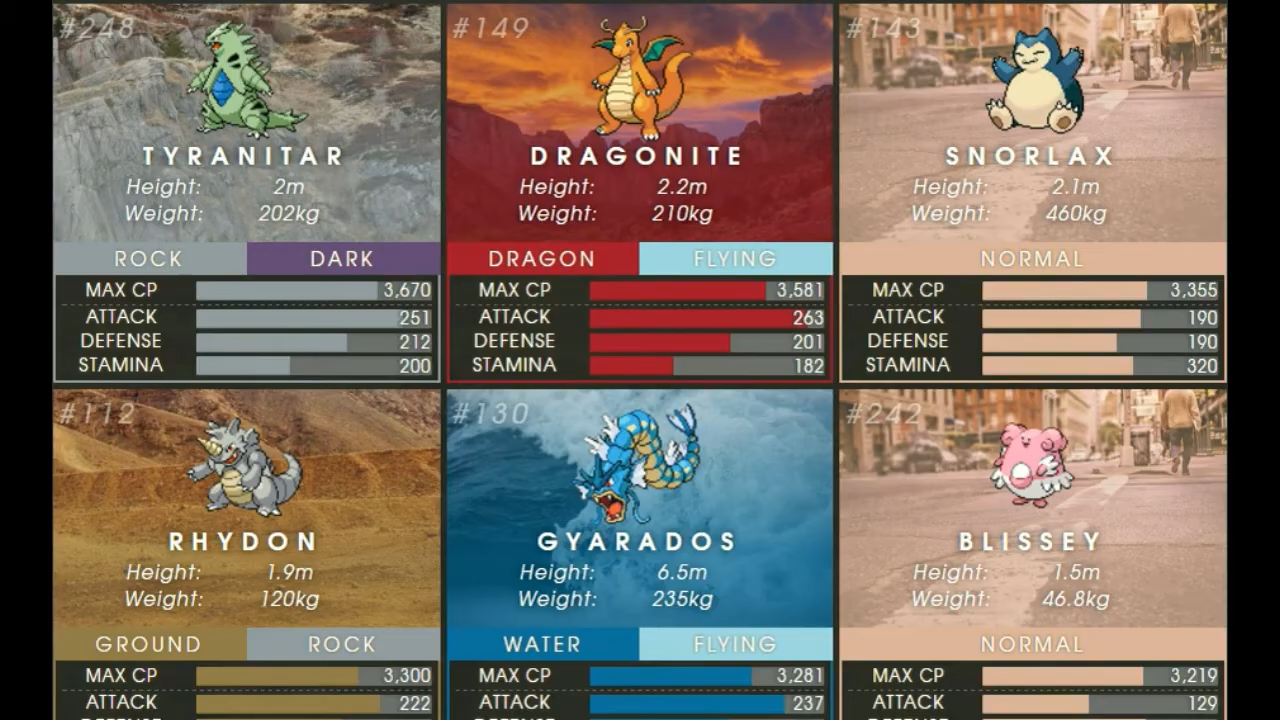 #248
TYRANITAR
Height: 2m
Weight: 202kg
ROCK DARK
MAX CP 3,670
ATTACK 251
DEFENSE 212
STAMINA 200
#149
DRAGONITE
Height: 2.2m
Weight: 210kg
DRAGON FLYING
MAX CP 3,581
ATTACK 263
DEFENSE 201
STAMINA 182
#143
SNORLAX
Height: 2.1m
Weight: 460kg
NORMAL
MAX CP 3,355
ATTACK 190
DEFENSE 190
STAMINA 320
#112
RHYDON
Height: 1.9m
Weight: 120kg
GROUND ROCK
MAX CP 3,300
ATTACK 222
#130
GYARADOS
Height: 6.5m
Weight: 235kg
WATER FLYING
MAX CP 3,281
ATTACK 237
#242
BLISSEY
Height: 1.5m
Weight: 46.8kg
NORMAL
MAX CP 3,219
ATTACK 129